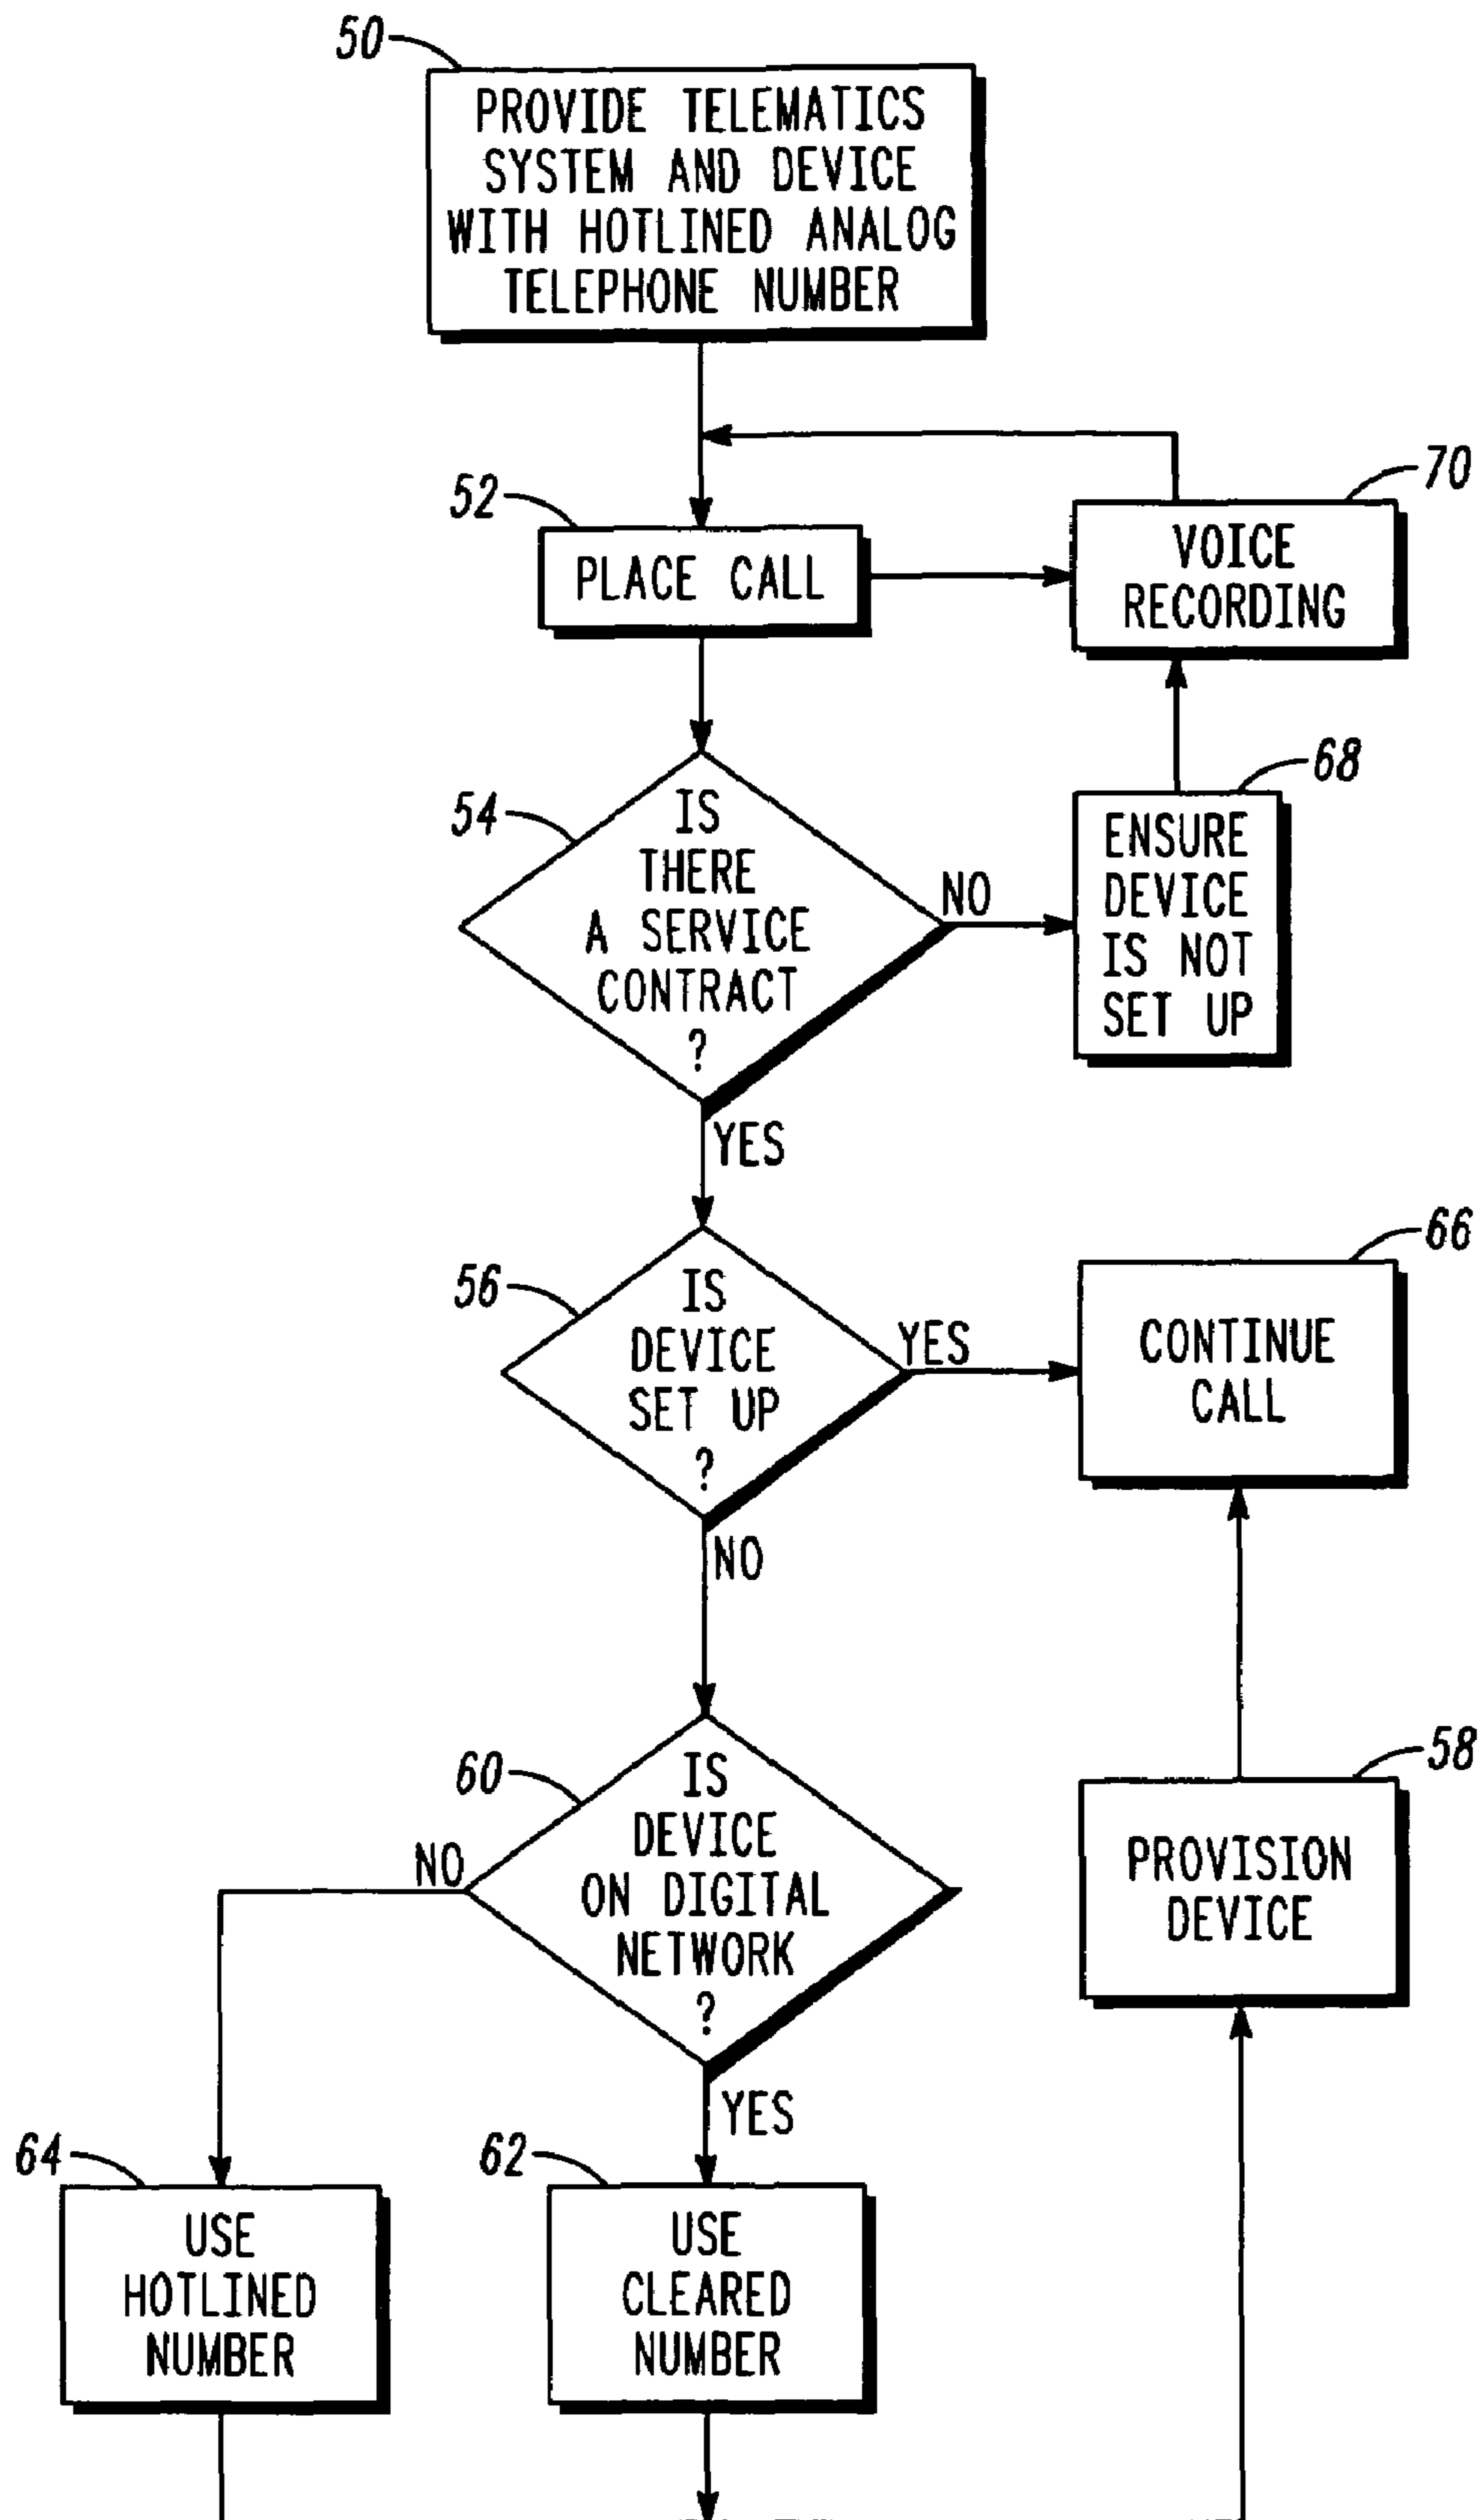 50
PROVIDE TELEMATICS
SYSTEM AND DEVICE
WITH HOTLINED ANALOG
TELEPHONE NUMBER
52
PLACE CALL
70
VOICE
RECORDING
54
IS
THERE
A SERVICE
CONTRACT
?
NO
YES
68
ENSURE
DEVICE
IS NOT
SET UP
56
IS
DEVICE
SET UP
?
YES
NO
66
CONTINUE
CALL
60
IS
DEVICE
ON DIGITAL
NETWORK
?
NO
YES
58
PROVISION
DEVICE
64
USE
HOTLINED
NUMBER
62
USE
CLEARED
NUMBER